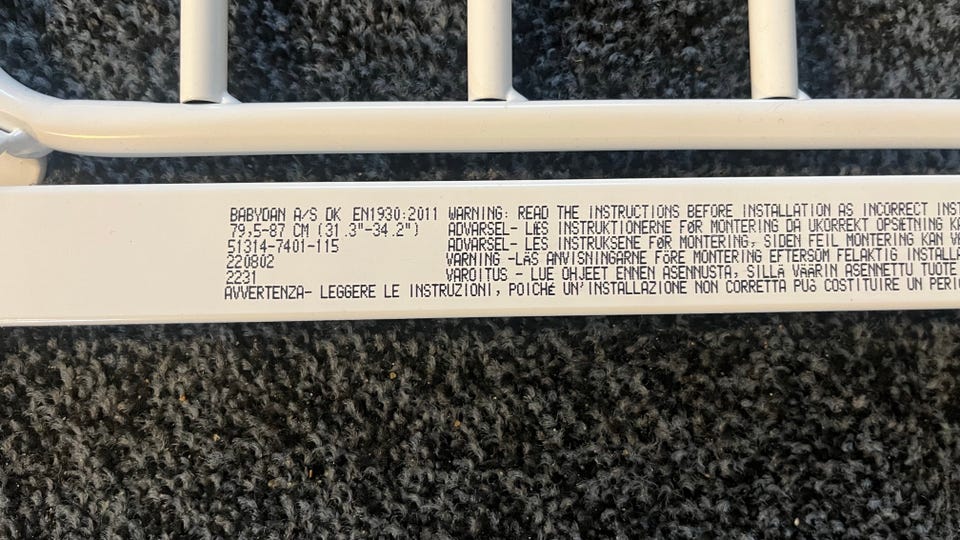 BABYDAN A/S DK EN1930:2011 WARNING: READ THE INSTRUCTIONS BEFORE INSTALLATION AS INCORRECT
79,5-87 CM (31.3"-34.2") ADVARSEL- LÆS INSTRUKTIONERNE FØR MONTERING DA UKORREKT OPSÆTNING
51314-7401-115 ADVARSEL- LES INSTRUKSENE FØR MONTERING, SIDEN FEIL MONTERING KAN
220802 VARNING -LÄS ANVISNINGARNE FÖRE MONTERING EFTERSOM FELAKTIG
2231 VAROITUS - LUE OHJEET ENNEN ASENNUSTA, SILLÄ VÄÄRIN ASENNETTU TUOTE
AVVERTENZA- LEGGERE LE INSTRUZIONI, POICHÉ UN'INSTALLAZIONE NON CORRETTA PUÒ COSTITUIRE UN